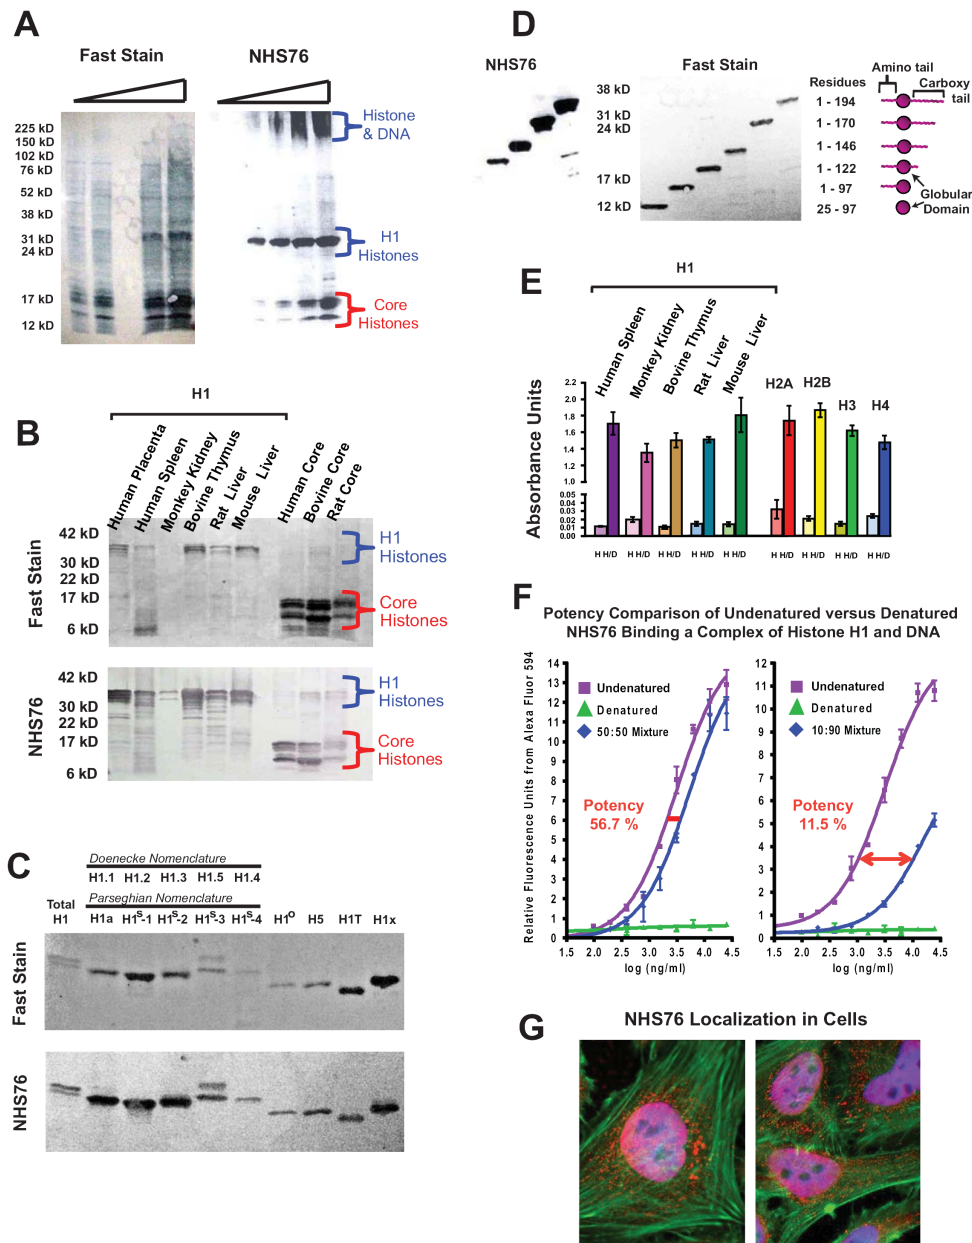 A
Fast Stain
NHS76
225 kD
150 kD
102 kD
76 kD
52 kD
38 kD
31 kD
24 kD
17 kD
12 kD
Histone
& DNA
H1
Histones
Core
Histones
D
NHS76
Fast Stain
38 kD
31 kD
24 kD
17 kD
12 kD
Residues
1 - 194
1 - 170
1 - 146
1 - 122
1 - 97
25 - 97
Amino tail
Carboxy
tail
Globular
Domain
B
H1
Human Placenta
Human Spleen
Monkey Kidney
Bovine Thymus
Rat Liver
Mouse Liver
Human Core
Bovine Core
Rat Core
Fast Stain
42 kD
30 kD
22 kD
17 kD
6 kD
H1
Histones
Core
Histones
NHS76
42 kD
30 kD
22 kD
17 kD
6 kD
H1
Histones
Core
Histones
E
H1
Human Spleen
Monkey Kidney
Bovine Thymus
Rat Liver
Mouse Liver
H2A
H2B
H3
H4
Absorbance Units
2.2
2.0
1.8
1.6
1.4
1.2
1.0
0.05
0.04
0.03
0.02
0.01
0.00
H H/D H H/D H H/D H H/D H H/D H H/D H H/D H H/D H H/D
C
Doenecke Nomenclature
H1.1 H1.2 H1.3 H1.5 H1.4
Parseghian Nomenclature
Total
H1
H1a H1S-1 H1S-2 H1S-3 H1S-4 H1O H5 H1T H1x
Fast Stain
NHS76
F
Potency Comparison of Undenatured versus Denatured
NHS76 Binding a Complex of Histone H1 and DNA
Relative Fluorescence Units from Alexa Fluor 594
14
13
12
11
10
9
8
7
6
5
4
3
2
1
0
Undenatured
Denatured
50:50 Mixture
Potency
56.7 %
1.5 2.0 2.5 3.0 3.5 4.0 4.5
log (ng/ml)
12
11
10
9
8
7
6
5
4
3
2
1
0
Undenatured
Denatured
10:90 Mixture
Potency
11.5 %
1.5 2.0 2.5 3.0 3.5 4.0 4.5
log (ng/ml)
G
NHS76 Localization in Cells